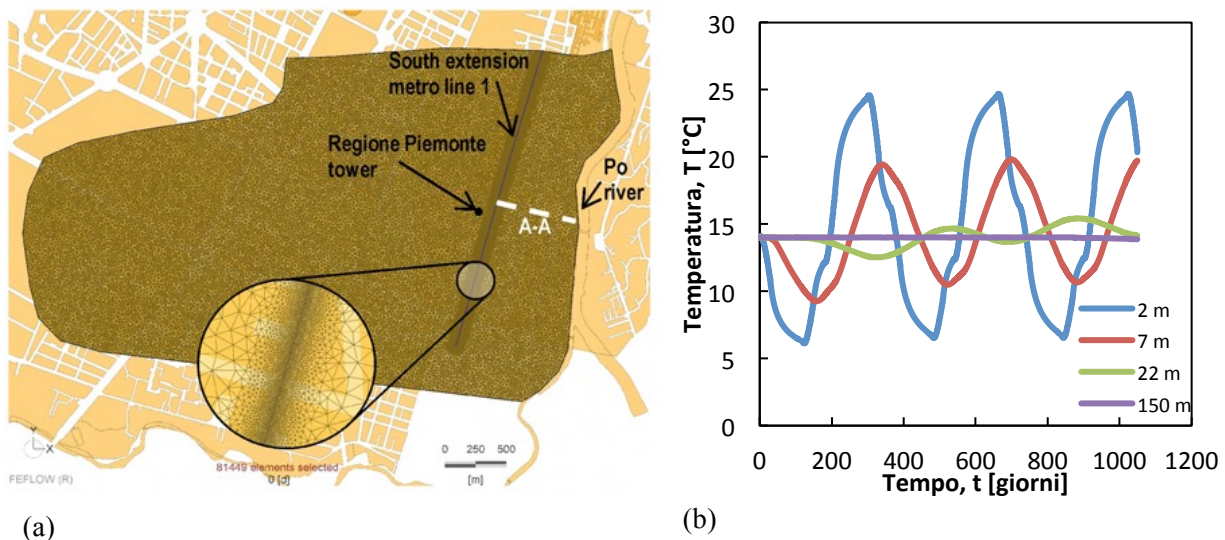 South extension
metro line 1
Regione Piemonte
tower
Po
river
A-A
Y
X
81449 elements selected
0 [d]
FEFLOW (R)
0 250 500
[m]
(a)
Temperatura, T [°C]
30
25
20
15
10
5
0
2 m
7 m
22 m
150 m
0 200 400 600 800 1000 1200
Tempo, t [giorni]
(b)